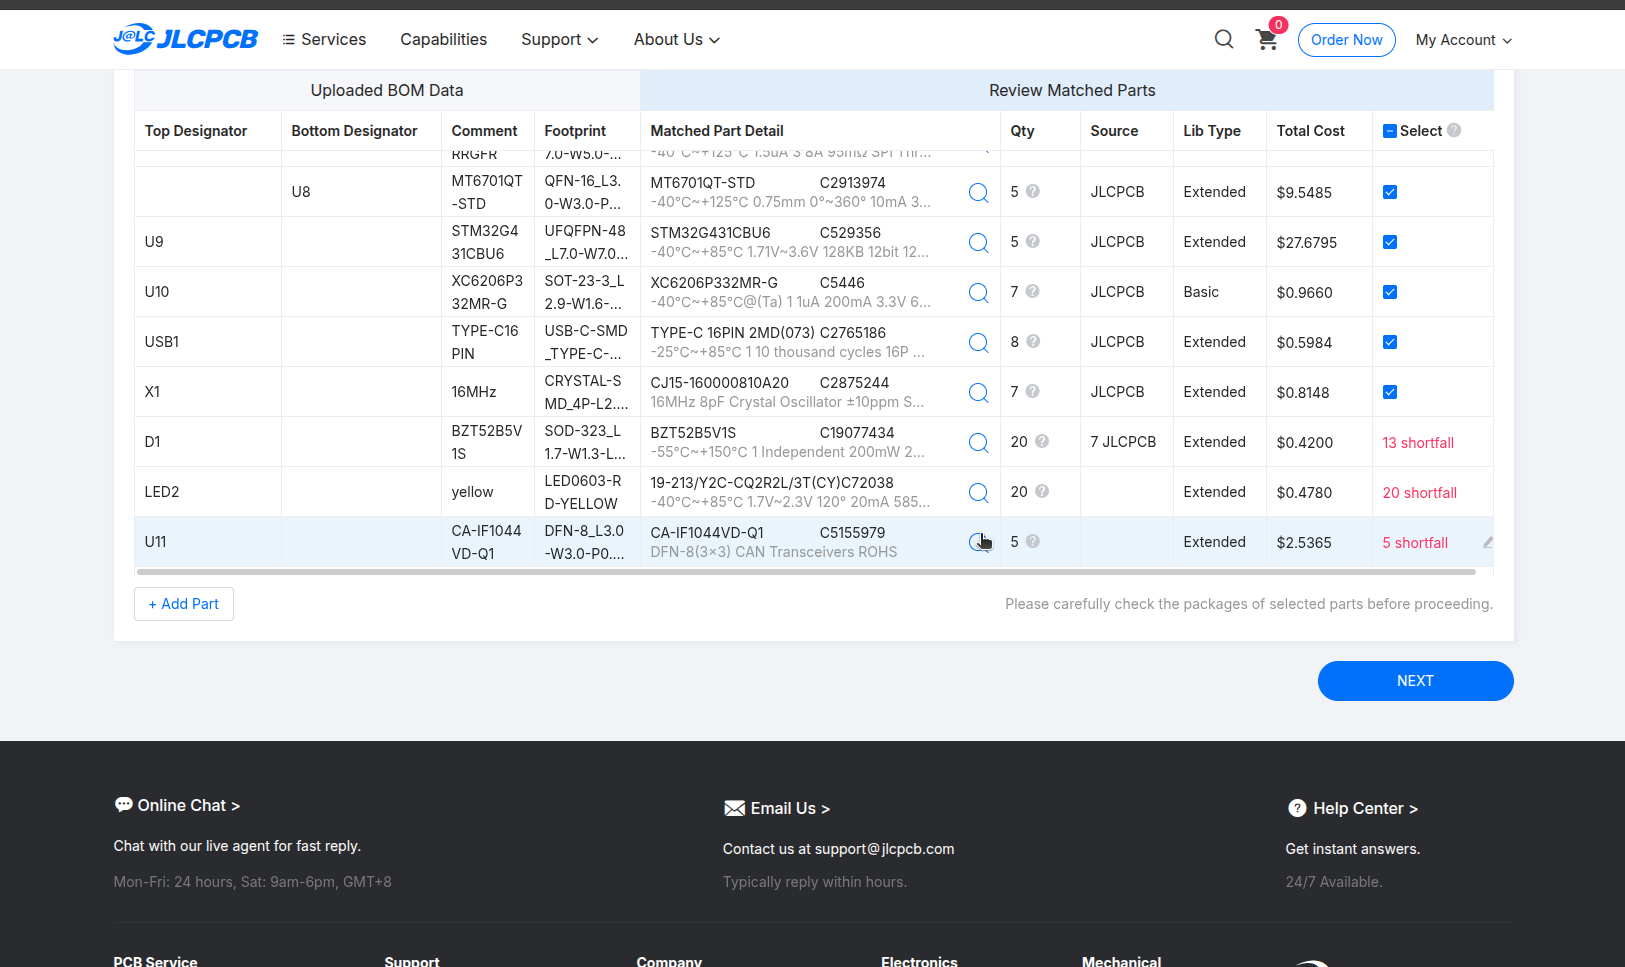 J@LC JLCPCB Services Capabilities Support About Us 0 Order Now My Account
Uploaded BOM Data Review Matched Parts
Top Designator Bottom Designator Comment Footprint Matched Part Detail Qty Source Lib Type Total Cost Select
RRGFR 7.0-W5.0-... -40°C~+125°C 1.5uA 3 8A 95mΩ SPI Thr...
U8 MT6701QT QFN-16_L3. MT6701QT-STD C2913974 5 JLCPCB Extended $9.5485
-STD 0-W3.0-P... -40°C~+125°C 0.75mm 0°~360° 10mA 3...
U9 STM32G4 UFQFPN-48 STM32G431CBU6 C529356 5 JLCPCB Extended $27.6795
31CBU6 _L7.0-W7.0... -40°C~+85°C 1.71V~3.6V 128KB 12bit 12...
U10 XC6206P3 SOT-23-3_L XC6206P332MR-G C5446 7 JLCPCB Basic $0.9660
32MR-G 2.9-W1.6-... -40°C~+85°C@(Ta) 1 1uA 200mA 3.3V 6...
USB1 TYPE-C16 USB-C-SMD TYPE-C 16PIN 2MD(073) C2765186 8 JLCPCB Extended $0.5984
PIN _TYPE-C-... -25°C~+85°C 1 10 thousand cycles 16P ...
X1 16MHz CRYSTAL-S CJ15-160000810A20 C2875244 7 JLCPCB Extended $0.8148
MD_4P-L2.... 16MHz 8pF Crystal Oscillator ±10ppm S...
D1 BZT52B5V SOD-323_L BZT52B5V1S C19077434 20 7 JLCPCB Extended $0.4200 13 shortfall
1S 1.7-W1.3-L... -55°C~+150°C 1 Independent 200mW 2...
LED2 yellow LED0603-R 19-213/Y2C-CQ2R2L/3T(CY)C72038 20 Extended $0.4780 20 shortfall
D-YELLOW -40°C~+85°C 1.7V~2.3V 120° 20mA 585...
U11 CA-IF1044 DFN-8_L3.0 CA-IF1044VD-Q1 C5155979 5 Extended $2.5365 5 shortfall
VD-Q1 -W3.0-P0.... DFN-8(3×3) CAN Transceivers ROHS
+ Add Part Please carefully check the packages of selected parts before proceeding.
NEXT
Online Chat > Email Us > Help Center >
Chat with our live agent for fast reply. Contact us at support@jlcpcb.com Get instant answers.
Mon-Fri: 24 hours, Sat: 9am-6pm, GMT+8 Typically reply within hours. 24/7 Available.
PCB Service Support Company Electronics Mechanical